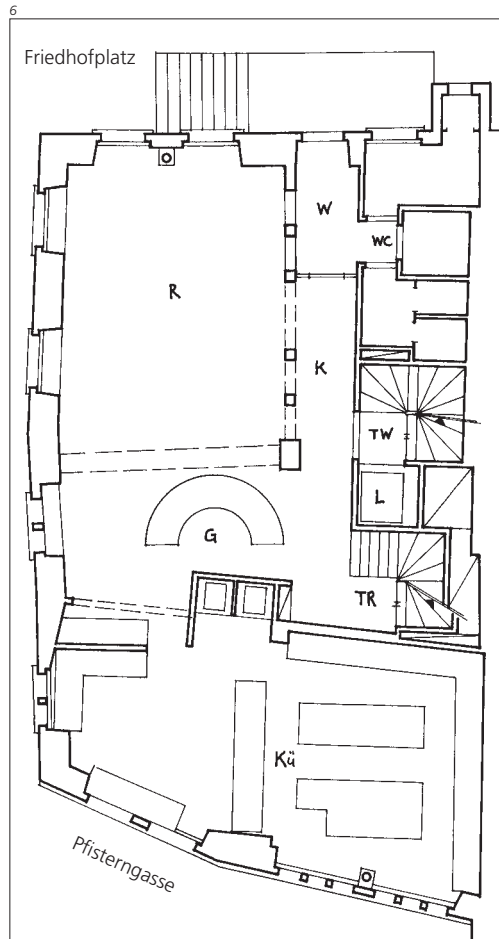 6
Friedhofplatz
W
WC
R
K
TW
L
G
TR
Kü
Pfisterngasse